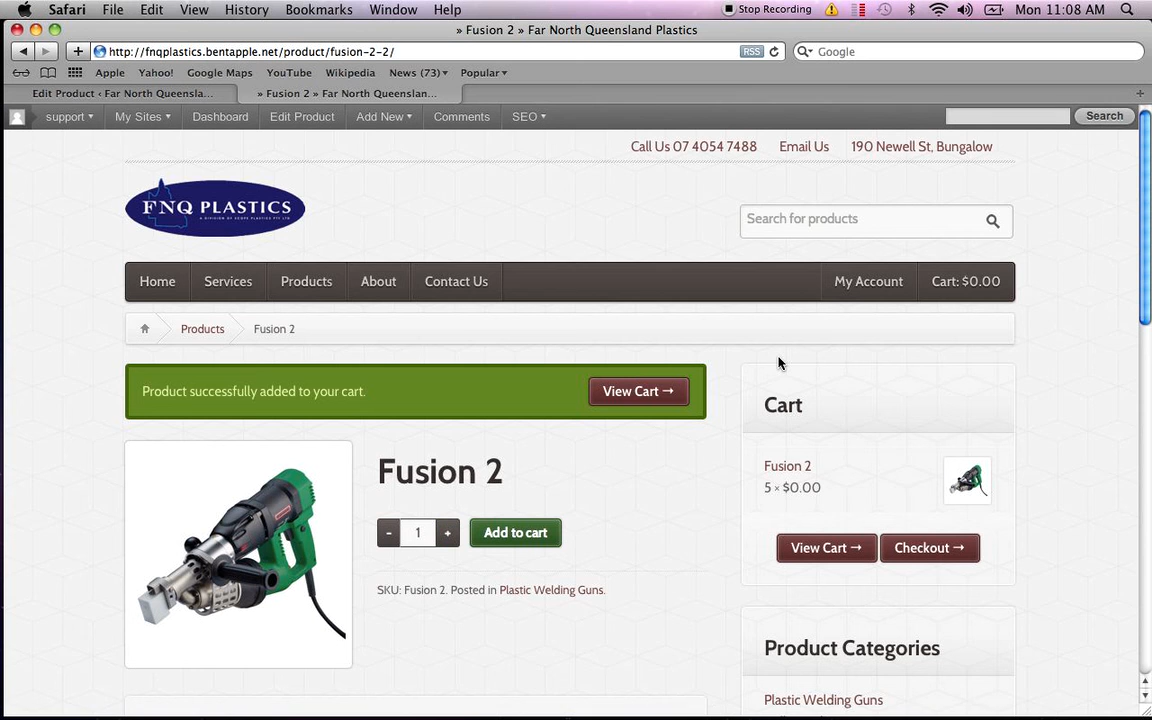 Safari File Edit View History Bookmarks Window Help Stop Recording Mon 11:08 AM
» Fusion 2 » Far North Queensland Plastics
http://fnqplastics.bentapple.net/product/fusion-2-2/ RSS Google
Apple Yahoo! Google Maps YouTube Wikipedia News (73) Popular
Edit Product ‹ Far North Queensla... » Fusion 2 » Far North Queenslan...
support My Sites Dashboard Edit Product Add New Comments SEO Search
Call Us 07 4054 7488 Email Us 190 Newell St, Bungalow
FNQ PLASTICS
A DIVISION OF SCOPE PLASTICS PTY LTD
Search for products
Home Services Products About Contact Us My Account Cart: $0.00
Products Fusion 2
Product successfully added to your cart. View Cart →
Cart
Fusion 2
5 × $0.00
View Cart → Checkout →
Fusion 2
- 1 + Add to cart
SKU: Fusion 2. Posted in Plastic Welding Guns.
Product Categories
Plastic Welding Guns